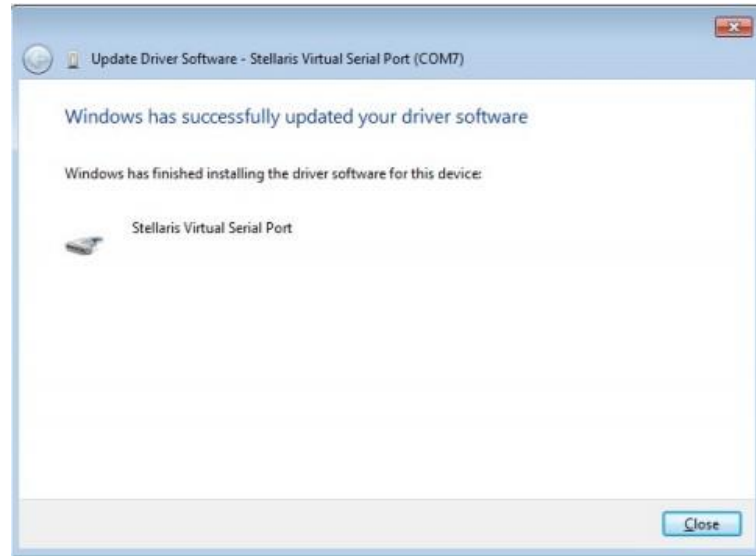 Update Driver Software - Stellaris Virtual Serial Port (COM7)
Windows has successfully updated your driver software
Windows has finished installing the driver software for this device:
Stellaris Virtual Serial Port
Close